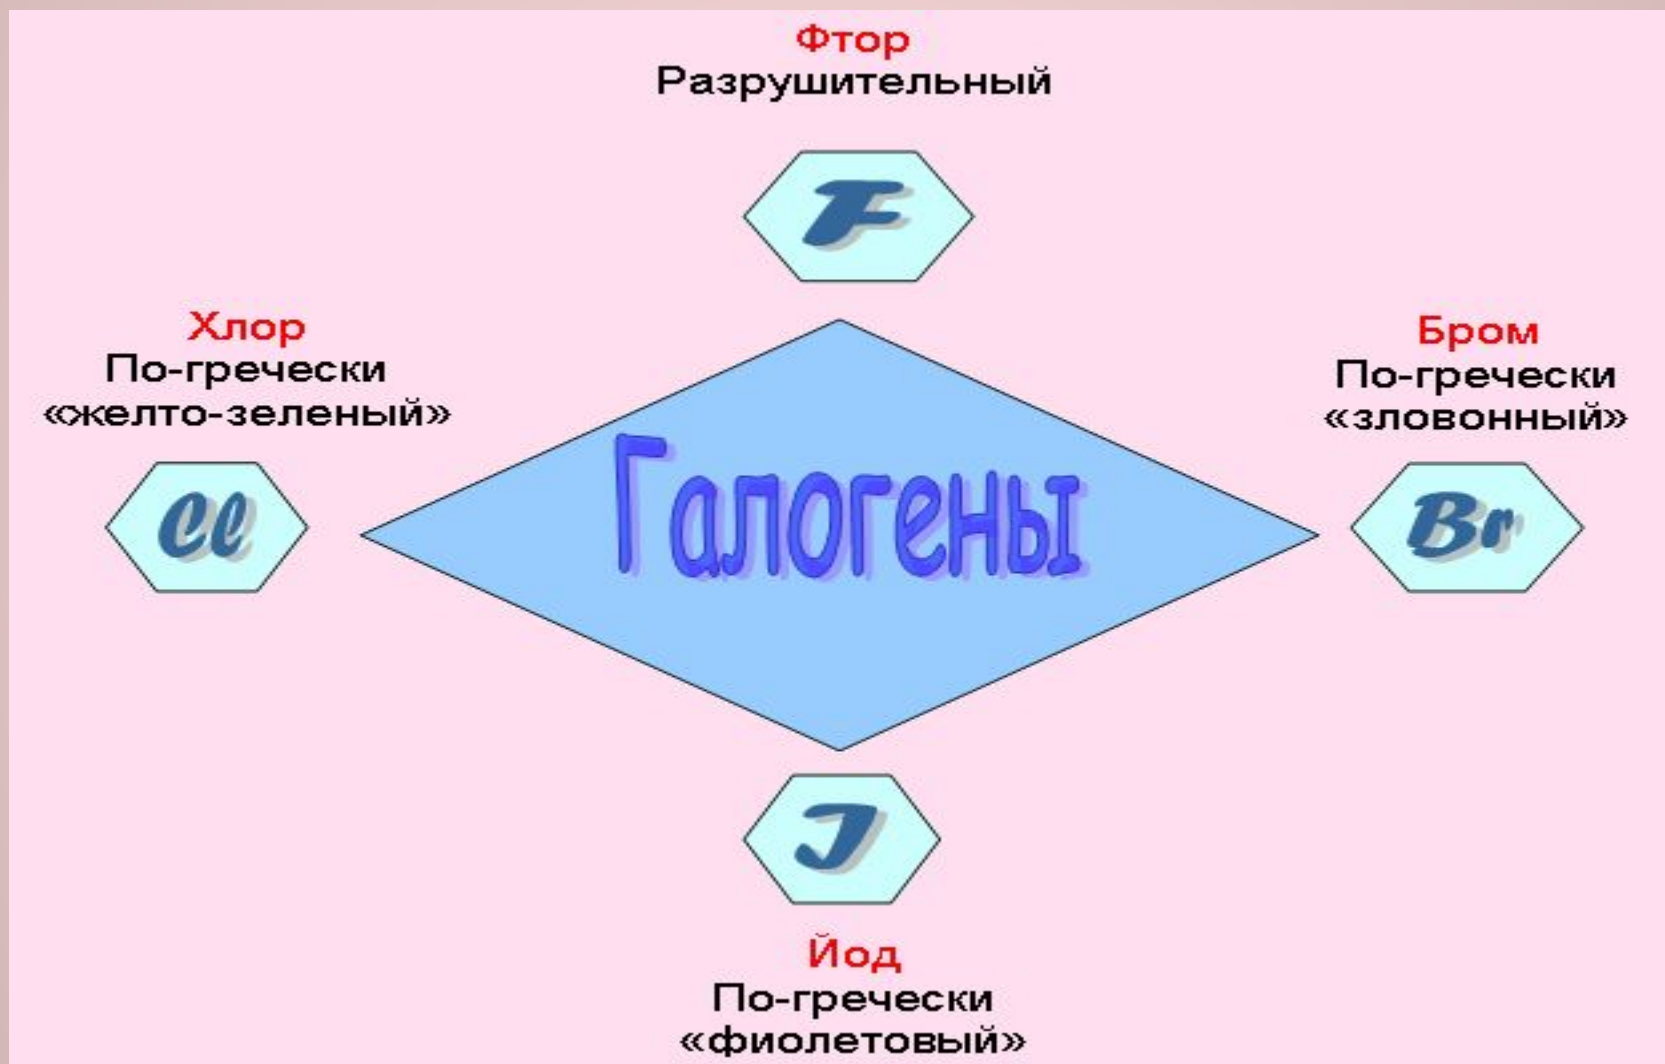 Фтор
Разрушительный
F
Хлор
По-гречески
«желто-зеленый»
Cl
Галогены
Бром
По-гречески
«зловонный»
Br
J
Йод
По-гречески
«фиолетовый»